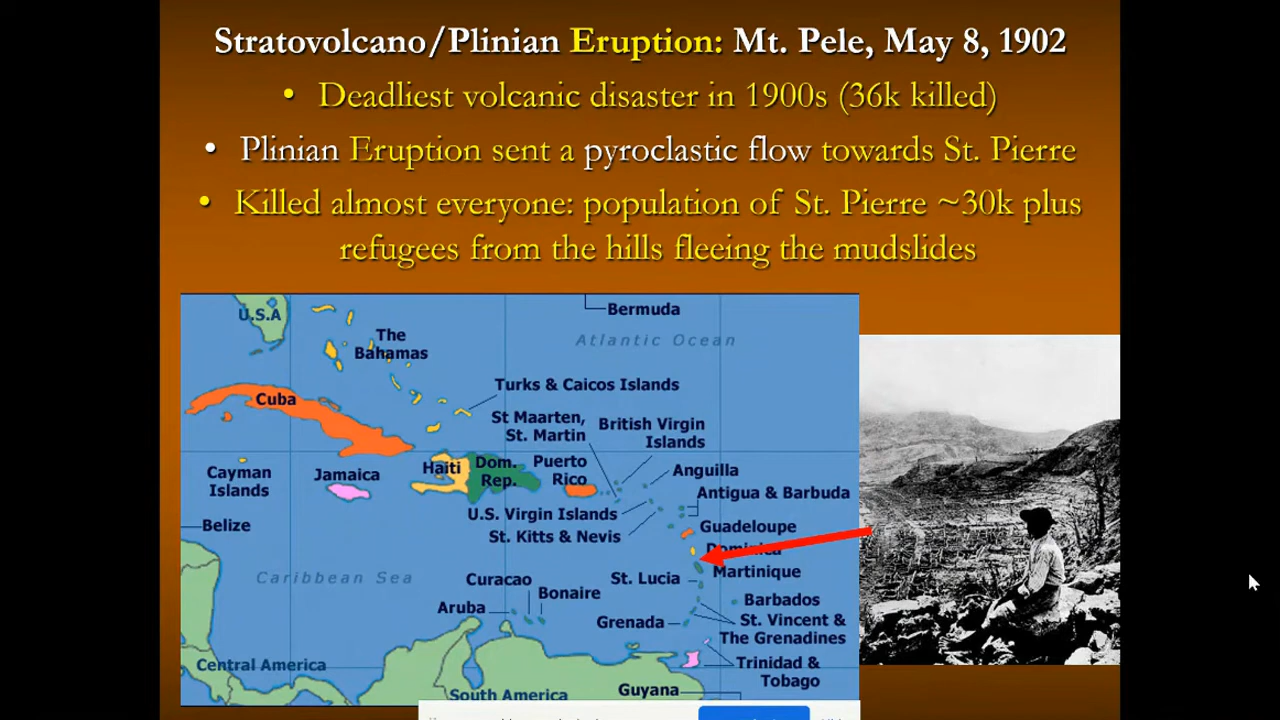 Stratovolcano/Plinian Eruption: Mt. Pele, May 8, 1902
• Deadliest volcanic disaster in 1900s (36k killed)
• Plinian Eruption sent a pyroclastic flow towards St. Pierre
• Killed almost everyone: population of St. Pierre ~30k plus
refugees from the hills fleeing the mudslides
U.S.A
Bermuda
The
Bahamas
Atlantic Ocean
Turks & Caicos Islands
Cuba
St Maarten,
St. Martin
British Virgin
Islands
Cayman
Islands
Jamaica
Haiti
Dom.
Rep.
Puerto
Rico
Anguilla
Antigua & Barbuda
U.S. Virgin Islands
St. Kitts & Nevis
Guadeloupe
Belize
Dominica
Caribbean Sea
Martinique
Curacao
Bonaire
St. Lucia
Aruba
Barbados
Grenada
St. Vincent &
The Grenadines
Central America
Trinidad &
Tobago
South America
Guyana